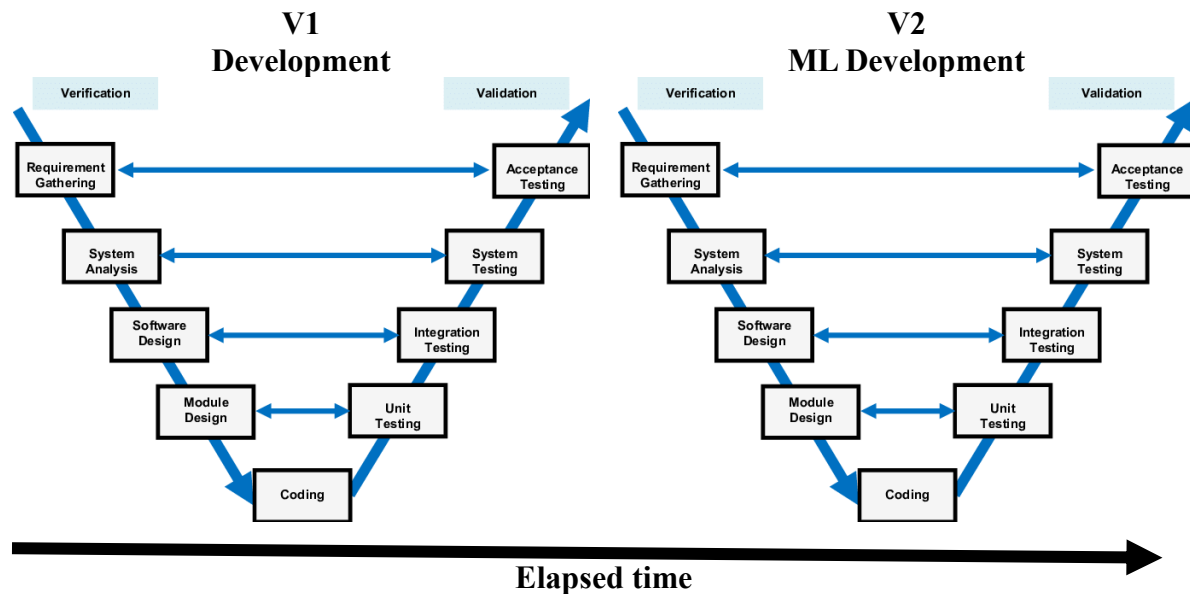 V1
Development
V2
ML Development
Verification
Validation
Verification
Validation
Requirement
Gathering
Acceptance
Testing
Requirement
Gathering
Acceptance
Testing
System
Analysis
System
Testing
System
Analysis
System
Testing
Software
Design
Integration
Testing
Software
Design
Integration
Testing
Module
Design
Unit
Testing
Module
Design
Unit
Testing
Coding
Coding
Elapsed time